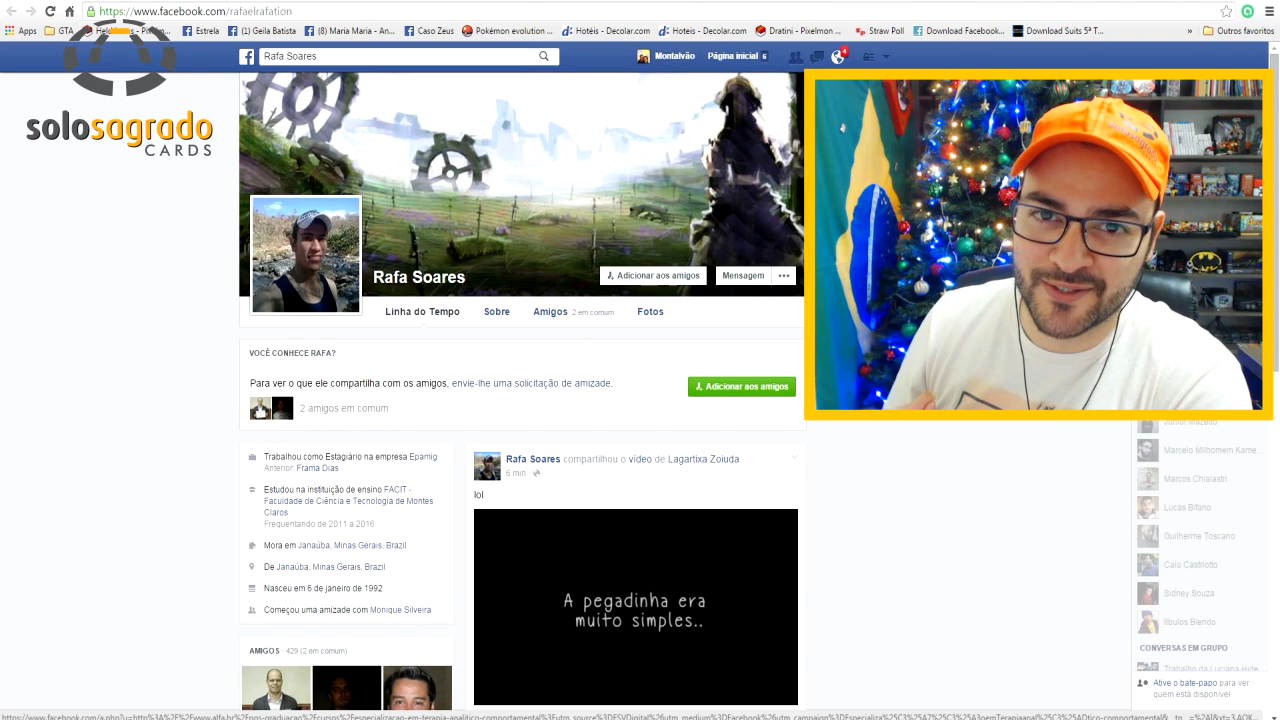 https://www.facebook.com/rafaelrafation
Apps GTA Estrela (1) Geila Batista (8) Maria Maria - An... Caso Zeus Pokémon evolution ... Hotéis - Decolar.com Hoteis - Decolar.com Dratini - Pixelmon ... Straw Poll Download Facebook... Download Suits 5ª T... » Outros favoritos
Rafa Soares
Montalvão Página inicial 6
4
solosagrado
CARDS
Rafa Soares
Adicionar aos amigos
Mensagem
Linha do Tempo Sobre Amigos 2 em comum Fotos
VOCÊ CONHECE RAFA?
Para ver o que ele compartilha com os amigos, envie-lhe uma solicitação de amizade.
Adicionar aos amigos
2 amigos em comum
Trabalhou como Estagiário na empresa Epamig
Anterior: Frama Dias
Estudou na instituição de ensino FACIT -
Faculdade de Ciência e Tecnologia de Montes
Claros
Frequentando de 2011 a 2016
Mora em Janaúba, Minas Gerais, Brazil
De Janaúba, Minas Gerais, Brazil
Nasceu em 6 de janeiro de 1992
Começou uma amizade com Monique Silveira
AMIGOS · 429 (2 em comum)
Rafa Soares compartilhou o vídeo de Lagartixa Zoiuda.
6 min
lol
A pegadinha era
muito simples..
Marcelo Milhomem Kame...
Marcos Chialastri
Lucas Bifano
Guilherme Toscano
Caio Castriotto
Sidney Souza
Ilbulos Biendo
CONVERSAS EM GRUPO
Trabalho da Luciana Hide...
Ative o bate-papo para ver
quem está disponível